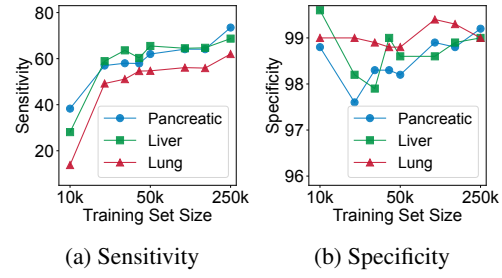 80
60
40
20
Sensitivity
Pancreatic
Liver
Lung
10k 50k 250k
Training Set Size
(a) Sensitivity
99
98
97
96
Specificity
Pancreatic
Liver
Lung
10k 50k 250k
Training Set Size
(b) Specificity